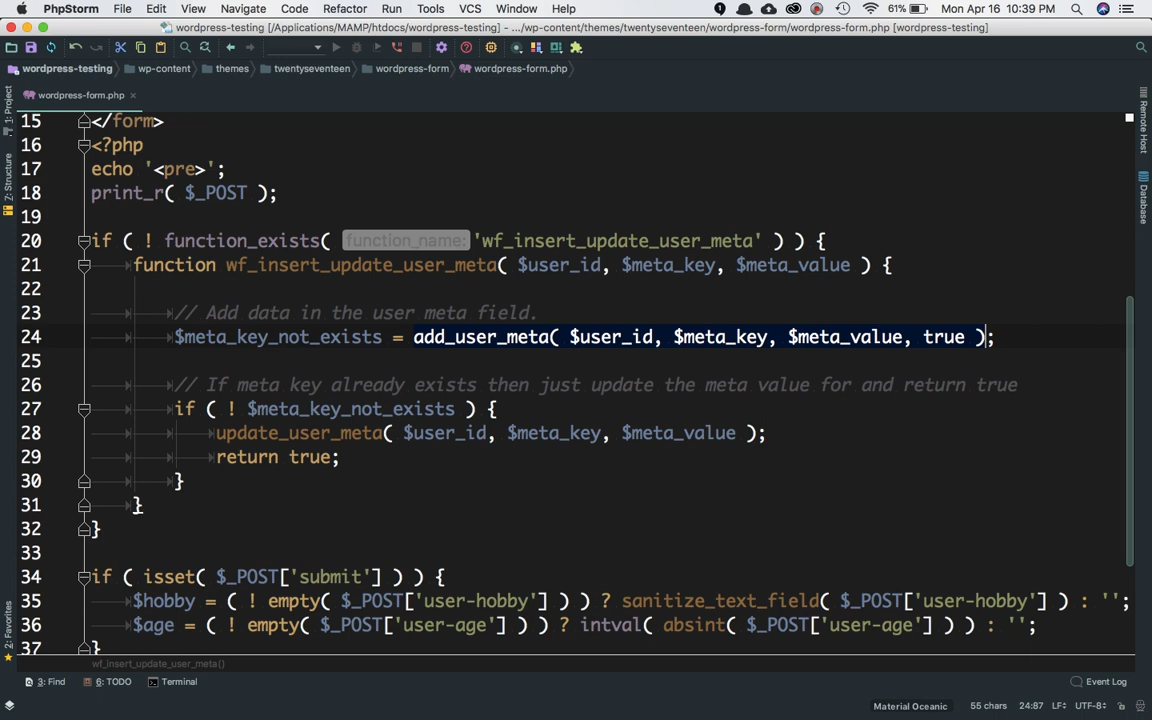 PhpStorm File Edit View Navigate Code Refactor Run Tools VCS Window Help 61% Mon Apr 16 10:39 PM
wordpress-testing [/Applications/MAMP/htdocs/wordpress-testing] - .../wp-content/themes/twentyseventeen/wordpress-form/wordpress-form.php [wordpress-testing]
wordpress-testing wp-content themes twentyseventeen wordpress-form wordpress-form.php
wordpress-form.php
1: Project
Z: Structure
2: Favorites
Remote Host
Database
15 </form>
16 <?php
17 echo '<pre>';
18 print_r( $_POST );
19
20 if ( ! function_exists( function_name: 'wf_insert_update_user_meta' ) ) {
21 function wf_insert_update_user_meta( $user_id, $meta_key, $meta_value ) {
22
23 // Add data in the user meta field.
24 $meta_key_not_exists = add_user_meta( $user_id, $meta_key, $meta_value, true );
25
26 // If meta key already exists then just update the meta value for and return true
27 if ( ! $meta_key_not_exists ) {
28 update_user_meta( $user_id, $meta_key, $meta_value );
29 return true;
30 }
31 }
32 }
33
34 if ( isset( $_POST['submit'] ) ) {
35 $hobby = ( ! empty( $_POST['user-hobby'] ) ) ? sanitize_text_field( $_POST['user-hobby'] ) : '';
36 $age = ( ! empty( $_POST['user-age'] ) ) ? intval( absint( $_POST['user-age'] ) ) : '';
37 }
wf_insert_update_user_meta()
3: Find 6: TODO Terminal Event Log
Material Oceanic 55 chars 24:87 LF÷ UTF-8÷